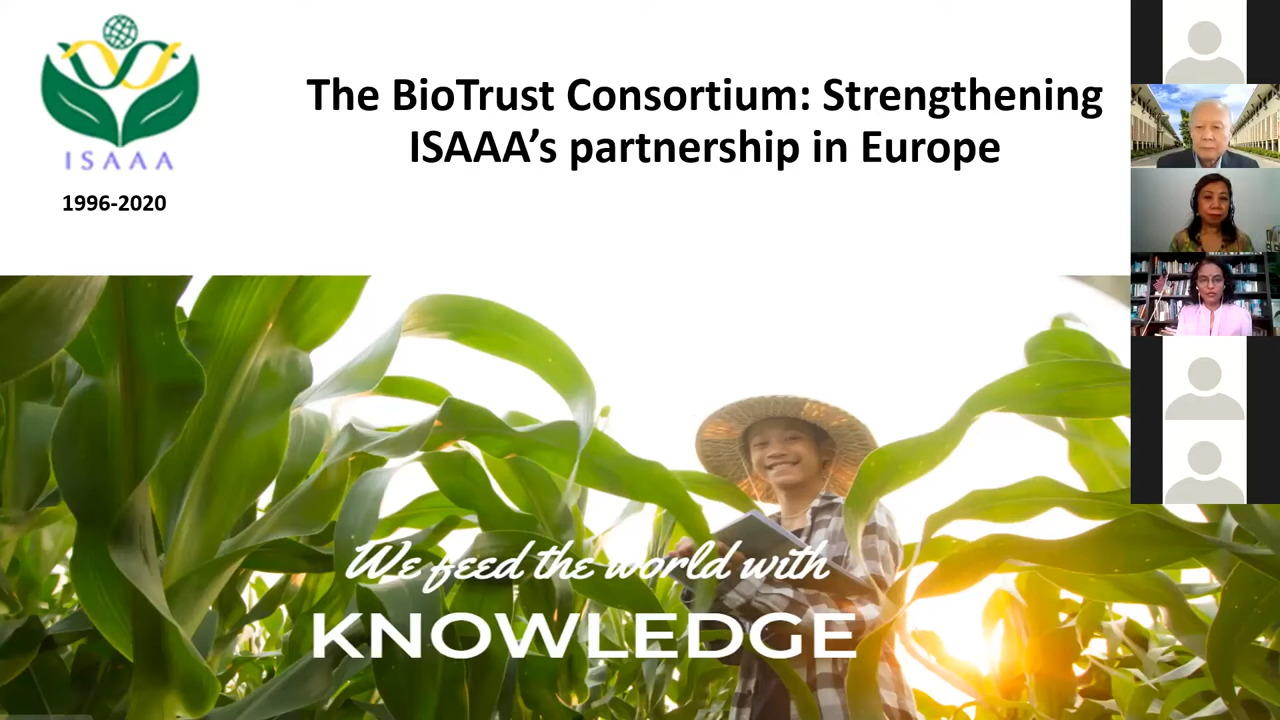 ISAAA
1996-2020
The BioTrust Consortium: Strengthening
ISAAA’s partnership in Europe
We feed the world with
KNOWLEDGE